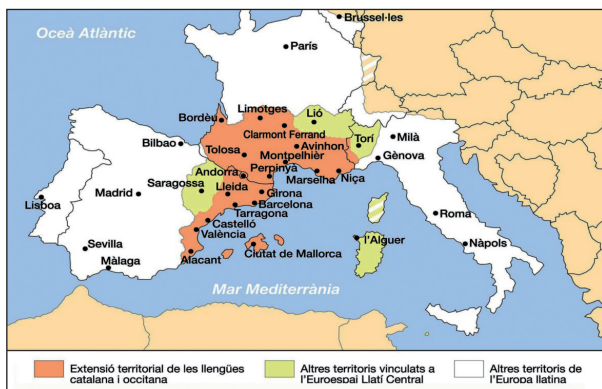 Brussel·les
Oceà Atlàntic
París
Limotges
Lió
Bordèu
Clarmont Ferrand
Torí
Milà
Bilbao
Avinhon
Tolosa
Montpelhièr
Gènova
Andorra
Perpinyà
Marselha
Niça
Saragossa
Lleida
Girona
Madrid
Barcelona
Lisboa
Tarragona
Roma
Castelló
València
l'Alguer
Nàpols
Sevilla
Alacant
Ciutat de Mallorca
Màlaga
Mar Mediterrània
Extensió territorial de les llengües
catalana i occitana
Altres territoris vinculats a
l'Euroespai Llatí Central
Altres territoris de
l'Europa llatina